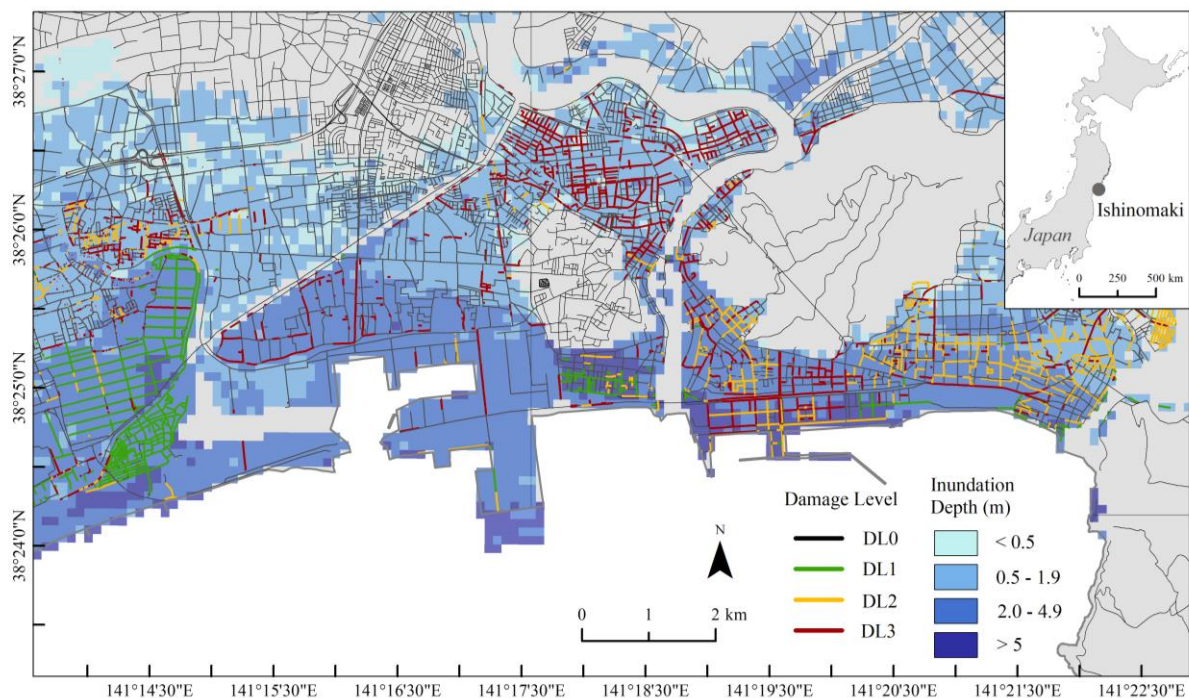 38°27'0"N
38°26'0"N
38°25'0"N
38°24'0"N
Ishinomaki
Japan
0 250 500 km
Damage Level
DL0
DL1
DL2
DL3
Inundation
Depth (m)
< 0.5
0.5 - 1.9
2.0 - 4.9
> 5
N
0 1 2 km
141°14'30"E 141°15'30"E 141°16'30"E 141°17'30"E 141°18'30"E 141°19'30"E 141°20'30"E 141°21'30"E 141°22'30"E